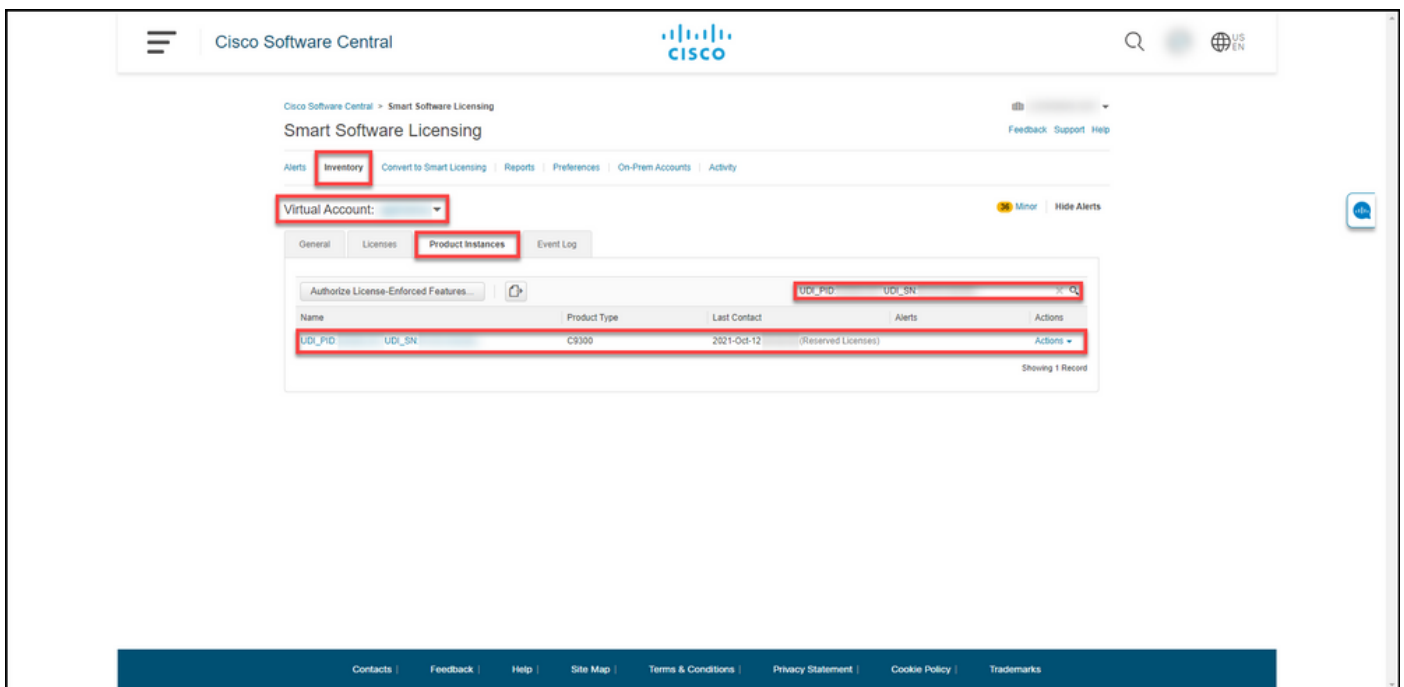 Cisco Software Central
CISCO
US
EN
Cisco Software Central > Smart Software Licensing
Smart Software Licensing
Feedback Support Help
Alerts Inventory Convert to Smart Licensing | Reports | Preferences | On-Prem Accounts | Activity
Virtual Account:
36 Minor | Hide Alerts
General Licenses Product Instances Event Log
Authorize License-Enforced Features...
UDI_PID: UDI_SN:
Name Product Type Last Contact Alerts Actions
UDI_PID: UDI_SN: C9300 2021-Oct-12 (Reserved Licenses) Actions
Showing 1 Record
Contacts | Feedback | Help | Site Map | Terms & Conditions | Privacy Statement | Cookie Policy | Trademarks